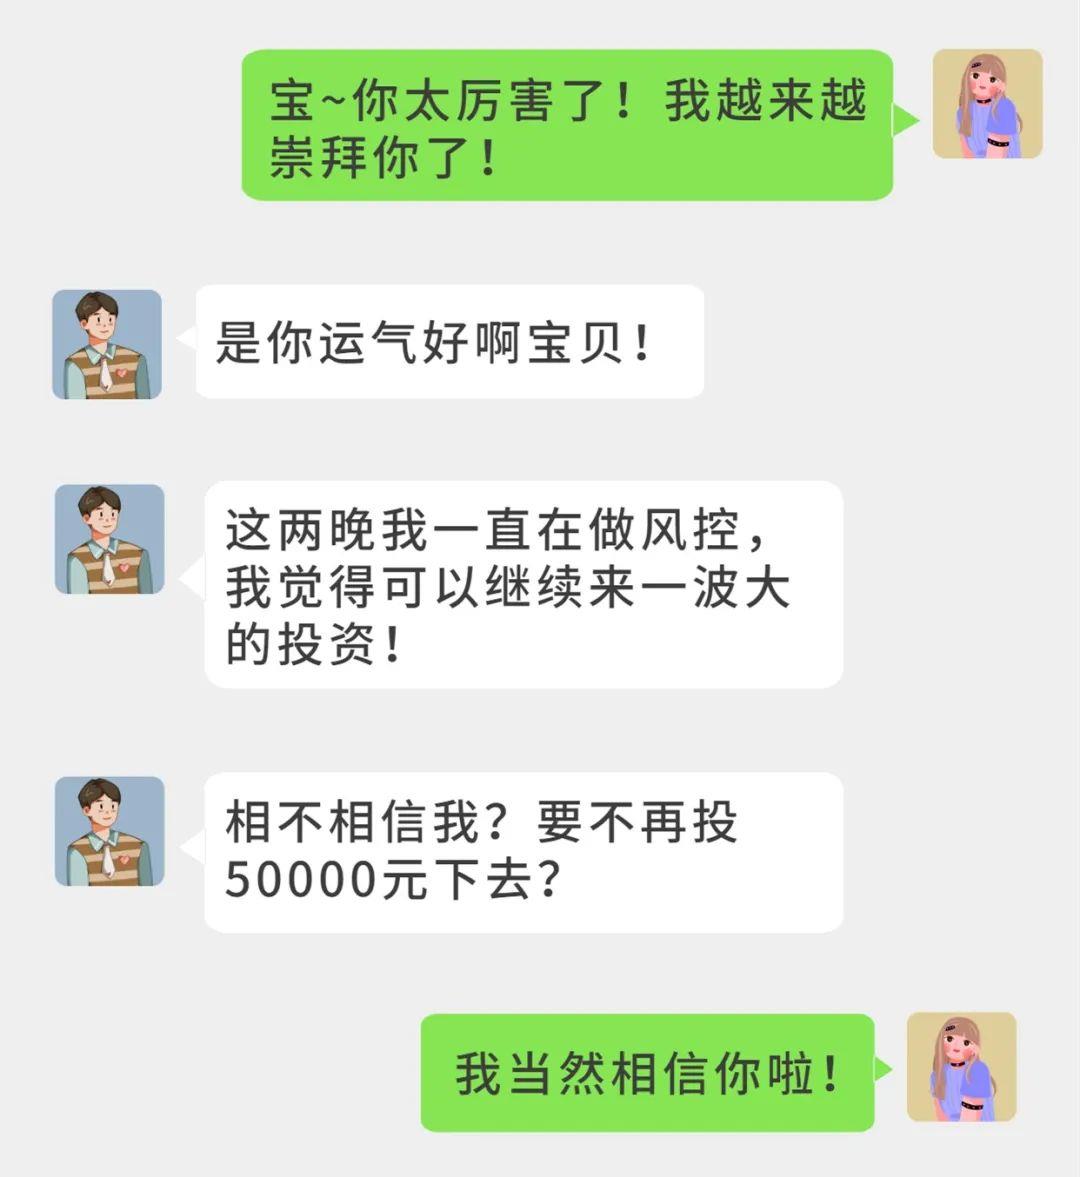 宝~你太厉害了！我越来越
崇拜你了！
是你运气好啊宝贝！
这两晚我一直在做风控，
我觉得可以继续来一波大
的投资！
相不相信我？要不再投
50000元下去？
我当然相信你啦！